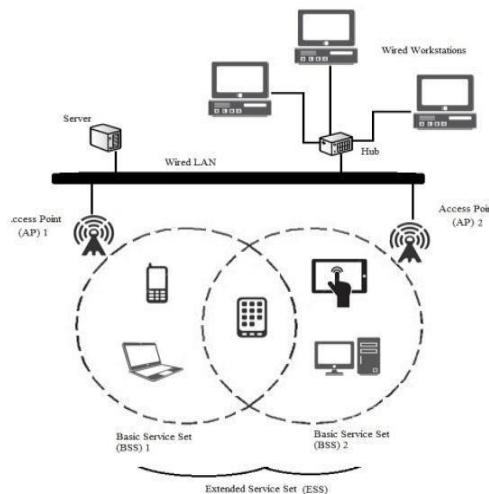 Wired Workstations
Server
Hub
Wired LAN
ccess Point
(AP) 1
Access Poin
(AP) 2
Basic Service Set
(BSS) 1
Basic Service Set
(BSS) 2
Extended Service Set (ESS)